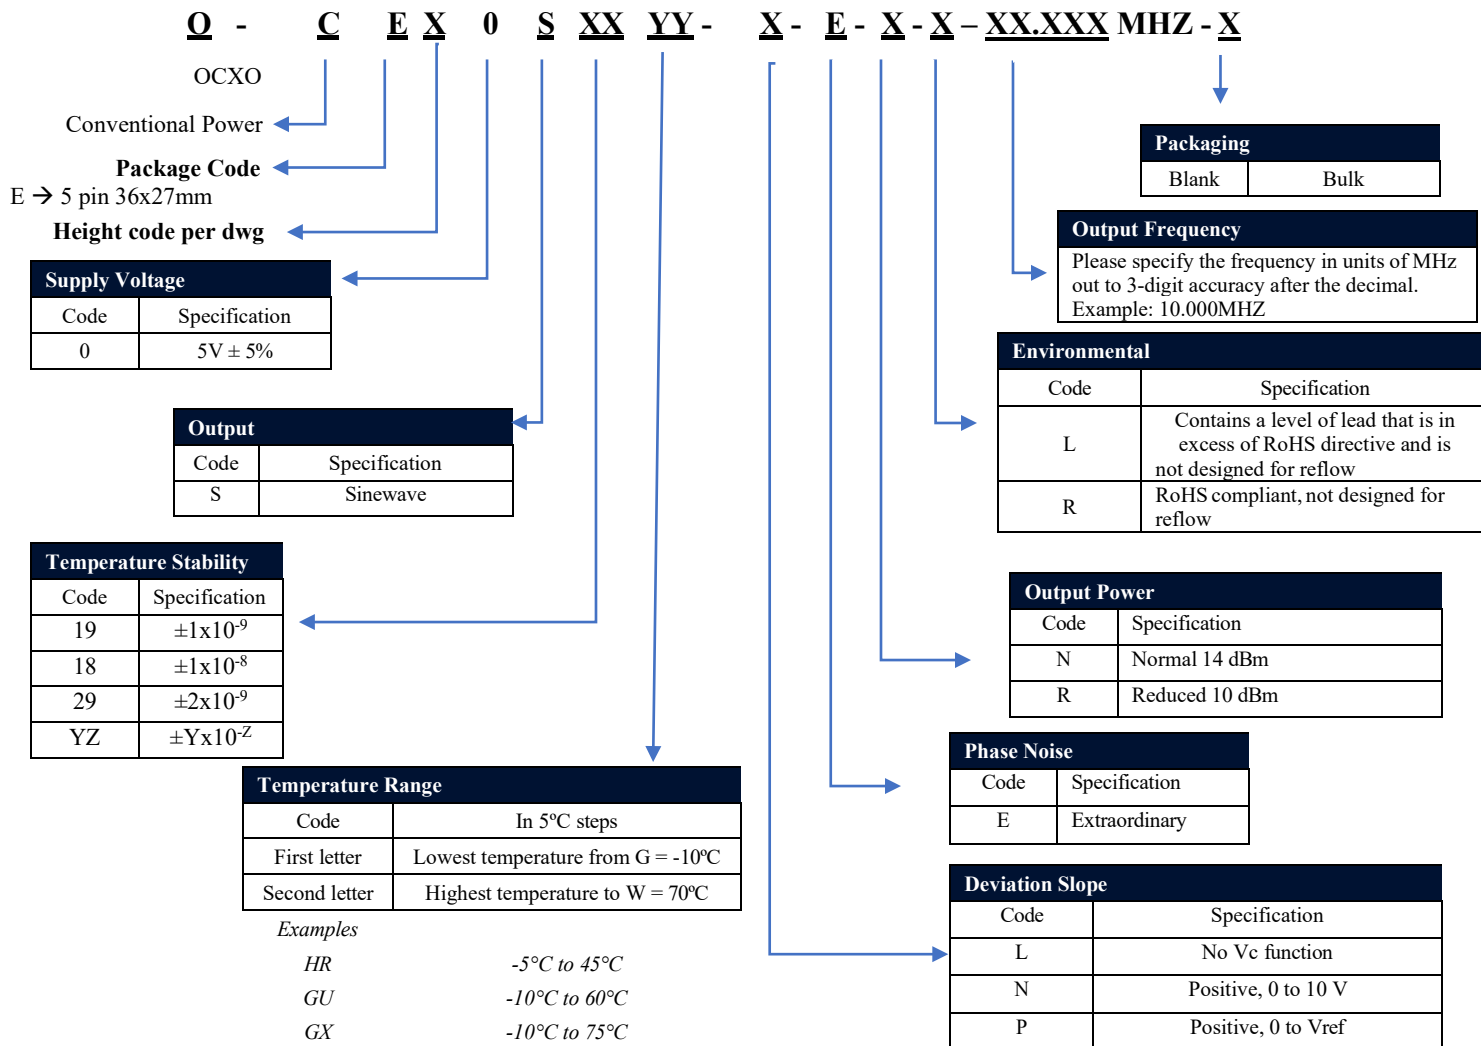 O - C E X 0 S XX YY - X - E - X - X – XX.XXX MHZ - X
OCXO
Conventional Power
Package Code
E → 5 pin 36x27mm
Height code per dwg
Supply Voltage
Code Specification
0 5V ± 5%
Output
Code Specification
S Sinewave
Temperature Stability
Code Specification
19 ±1x10⁻⁹
18 ±1x10⁻⁸
29 ±2x10⁻⁹
YZ ±Yx10⁻ᶻ
Temperature Range
Code In 5ºC steps
First letter Lowest temperature from G = -10ºC
Second letter Highest temperature to W = 70ºC
Examples
HR -5°C to 45°C
GU -10°C to 60°C
GX -10°C to 75°C
Packaging
Blank Bulk
Output Frequency
Please specify the frequency in units of MHz
out to 3-digit accuracy after the decimal.
Example: 10.000MHZ
Environmental
Code Specification
L Contains a level of lead that is in
excess of RoHS directive and is
not designed for reflow
R RoHS compliant, not designed for
reflow
Output Power
Code Specification
N Normal 14 dBm
R Reduced 10 dBm
Phase Noise
Code Specification
E Extraordinary
Deviation Slope
Code Specification
L No Vc function
N Positive, 0 to 10 V
P Positive, 0 to Vref